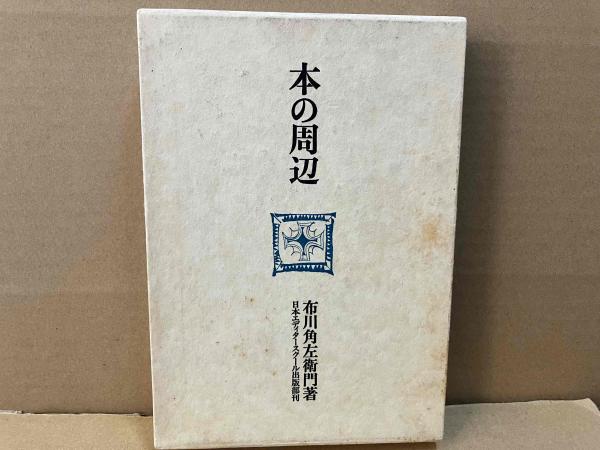 本の周辺
布川角左衛門著
日本エディタースクール出版部刊